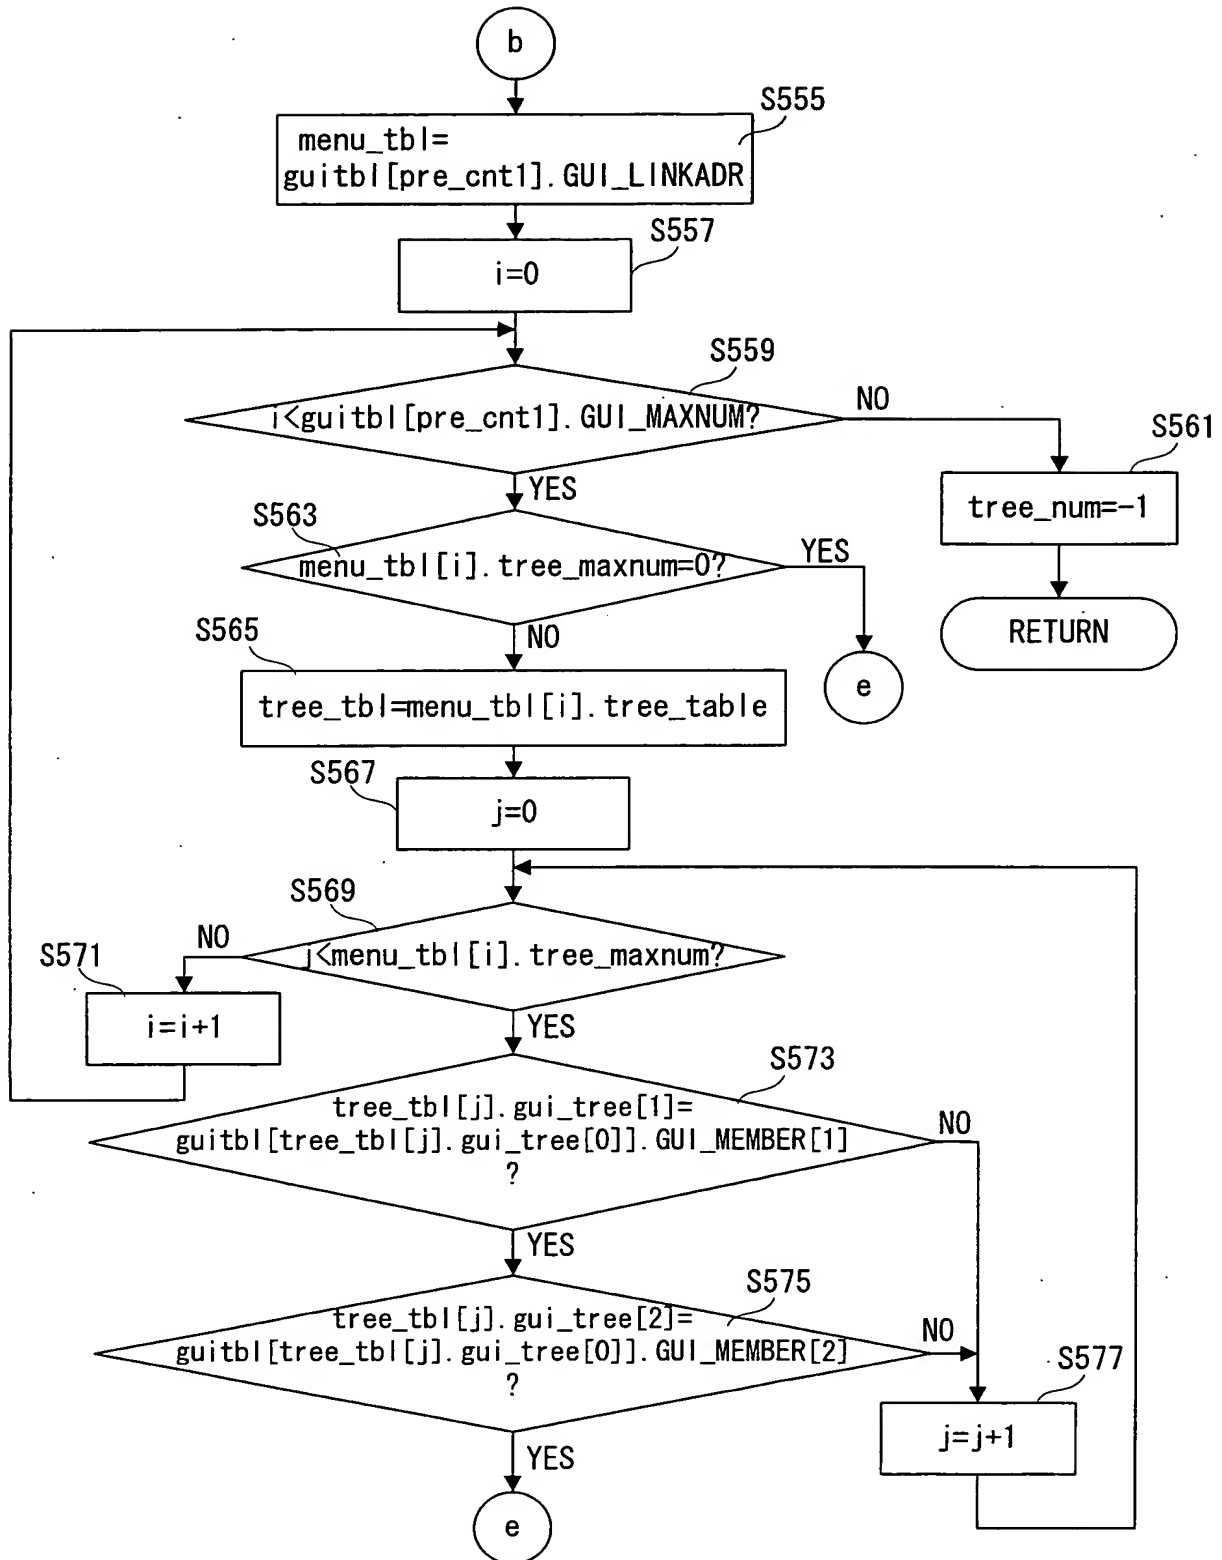 b
S555
menu_tbl=
guitbl[pre_cnt1].GUI_LINKADR
S557
i=0
S559
i<guitbl[pre_cnt1].GUI_MAXNUM?
NO
S561
tree_num=-1
RETURN
YES
S563
menu_tbl[i].tree_maxnum=0?
YES
e
NO
S565
tree_tbl=menu_tbl[i].tree_table
S567
j=0
S569
j<menu_tbl[i].tree_maxnum?
NO
S571
i=i+1
YES
S573
tree_tbl[j].gui_tree[1]=
guitbl[tree_tbl[j].gui_tree[0]].GUI_MEMBER[1]
?
NO
YES
S575
tree_tbl[j].gui_tree[2]=
guitbl[tree_tbl[j].gui_tree[0]].GUI_MEMBER[2]
?
NO
S577
j=j+1
YES
e